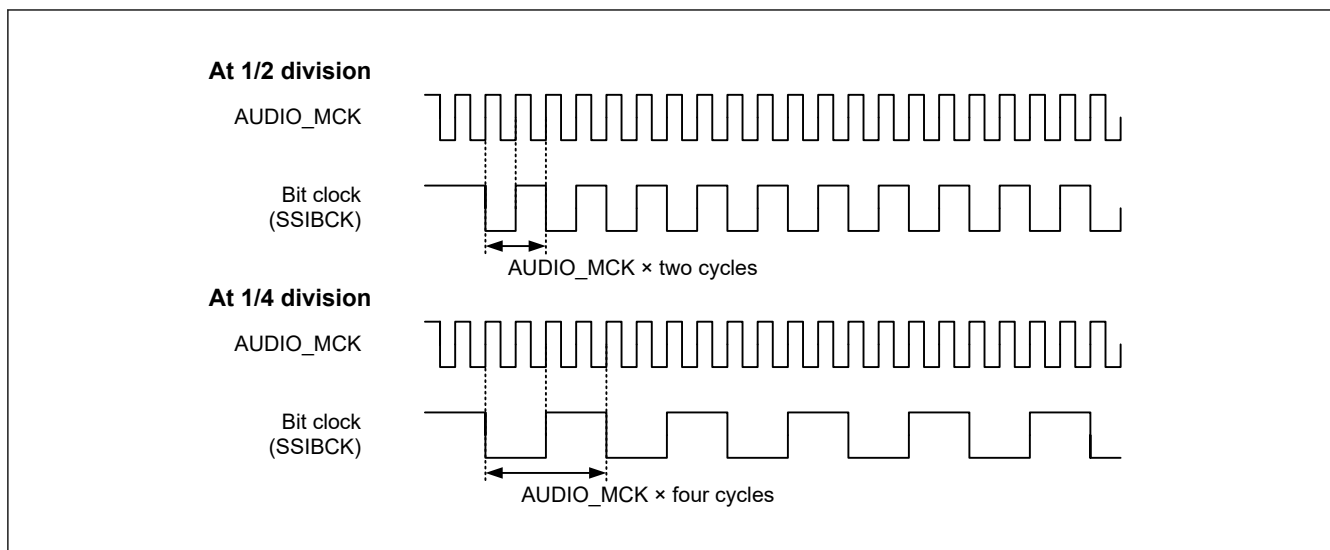 At 1/2 division
AUDIO_MCK
Bit clock
(SSIBCK)
AUDIO_MCK × two cycles
At 1/4 division
AUDIO_MCK
Bit clock
(SSIBCK)
AUDIO_MCK × four cycles